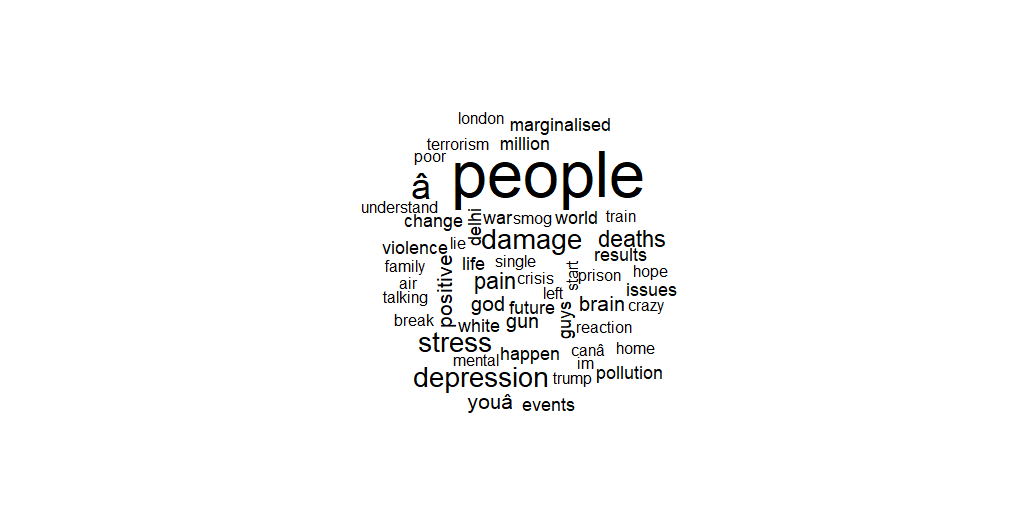 london
marginalised
terrorism million
poor
people
â
understand
change delhi war smog world train
violence lie damage deaths
family life single results
air positive pain crisis start prison hope
talking god future left brain issues
crazy
break white gun guys reaction
stress
mental happen canâ home
im
depression trump pollution
youâ events